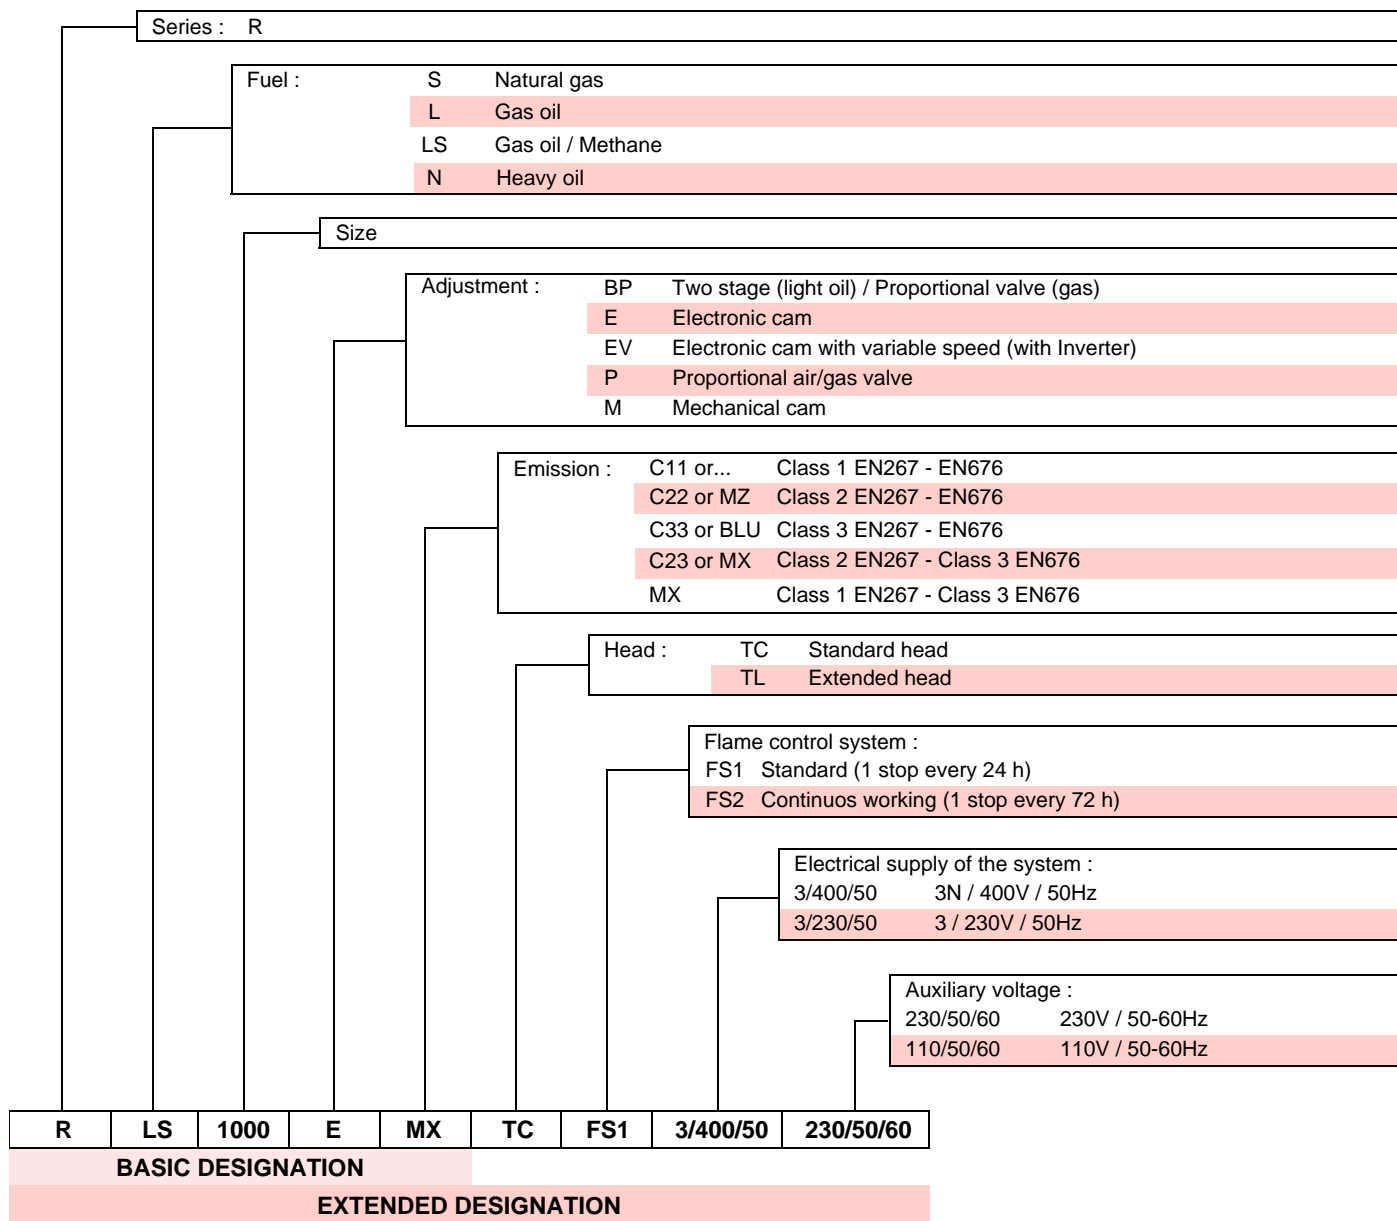 Series : R
Fuel : S Natural gas
L Gas oil
LS Gas oil / Methane
N Heavy oil
Size
Adjustment : BP Two stage (light oil) / Proportional valve (gas)
E Electronic cam
EV Electronic cam with variable speed (with Inverter)
P Proportional air/gas valve
M Mechanical cam
Emission : C11 or... Class 1 EN267 - EN676
C22 or MZ Class 2 EN267 - EN676
C33 or BLU Class 3 EN267 - EN676
C23 or MX Class 2 EN267 - Class 3 EN676
MX Class 1 EN267 - Class 3 EN676
Head : TC Standard head
TL Extended head
Flame control system :
FS1 Standard (1 stop every 24 h)
FS2 Continuos working (1 stop every 72 h)
Electrical supply of the system :
3/400/50 3N / 400V / 50Hz
3/230/50 3 / 230V / 50Hz
Auxiliary voltage :
230/50/60 230V / 50-60Hz
110/50/60 110V / 50-60Hz
R LS 1000 E MX TC FS1 3/400/50 230/50/60
BASIC DESIGNATION
EXTENDED DESIGNATION